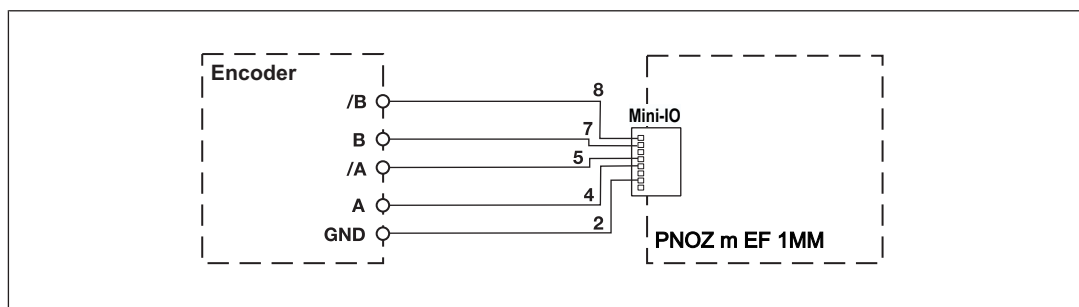 Encoder
/B
8
Mini-IO
B
7
/A
5
A
4
GND
2
PNOZ m EF 1MM